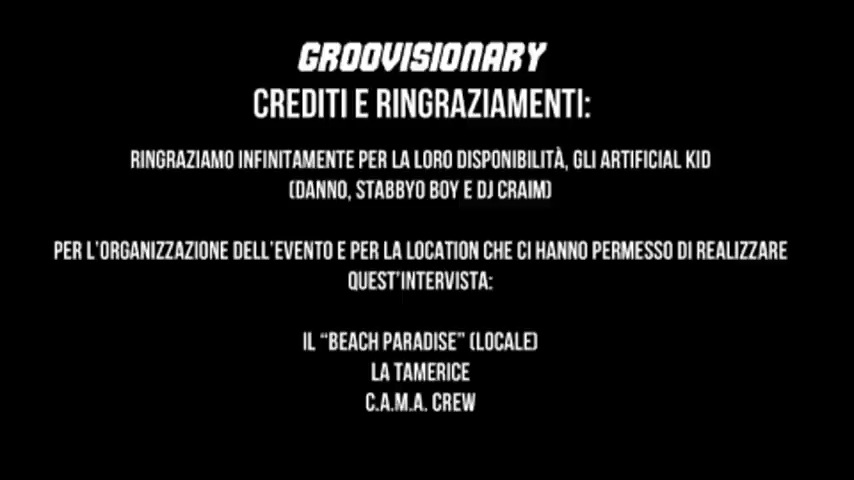 GROOVISIONARY
CREDITI E RINGRAZIAMENTI:
RINGRAZIAMO INFINITAMENTE PER LA LORO DISPONIBILITÀ, GLI ARTIFICIAL KID
(DANNO, STABBYO BOY E DJ CRAIM)
PER L'ORGANIZZAZIONE DELL'EVENTO E PER LA LOCATION CHE CI HANNO PERMESSO DI REALIZZARE
QUEST'INTERVISTA:
IL “BEACH PARADISE” (LOCALE)
LA TAMERICE
C.A.M.A. CREW